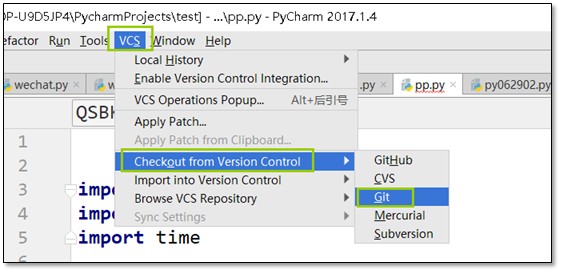 OP-U9D5JP4\PycharmProjects\test] - ...\pp.py - PyCharm 2017.1.4
efactor Run Tools VCS Window Help
Local History
Enable Version Control Integration...
VCS Operations Popup... Alt+后引号
Apply Patch...
Apply Patch from Clipboard...
Checkout from Version Control
Import into Version Control
Browse VCS Repository
Sync Settings
GitHub
CVS
Git
Mercurial
Subversion
wechat.py
.py
pp.py
py062902.py
QSBK
1
2
3 impo
4 impo
5 import time